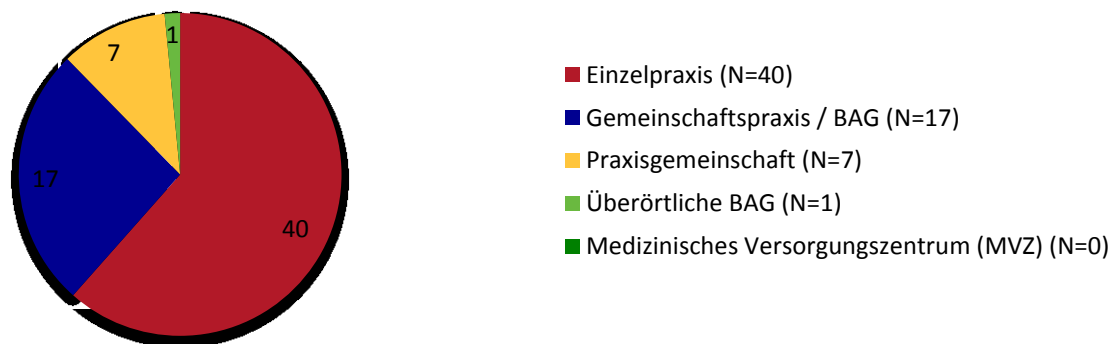 1
7
17
40
Einzelpraxis (N=40)
Gemeinschaftspraxis / BAG (N=17)
Praxisgemeinschaft (N=7)
Überörtliche BAG (N=1)
Medizinisches Versorgungszentrum (MVZ) (N=0)